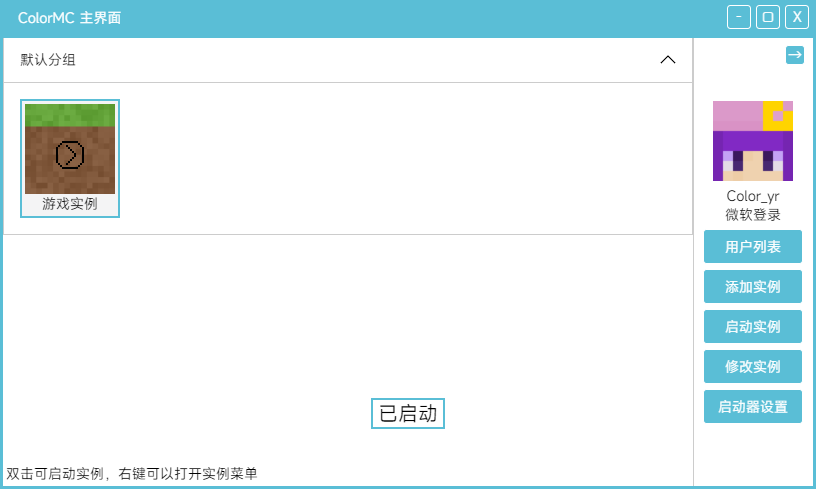 ColorMC 主界面
- □ X
默认分组
→
游戏实例
Color_yr
微软登录
用户列表
添加实例
启动实例
修改实例
启动器设置
已启动
双击可启动实例，右键可以打开实例菜单